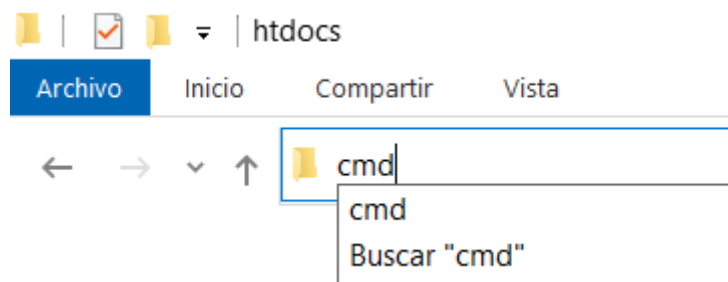 htdocs
Archivo Inicio Compartir Vista
cmd
cmd
Buscar "cmd"